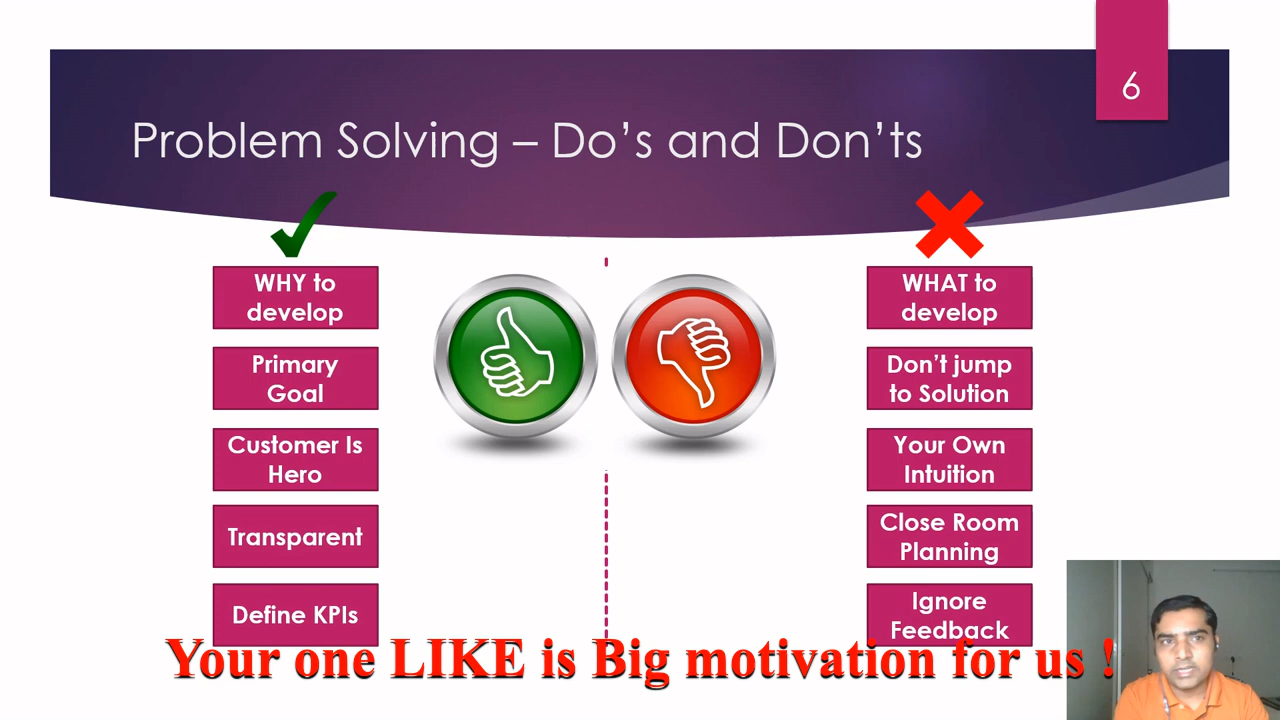 6
Problem Solving – Do’s and Don’ts
WHY to
develop
Primary
Goal
Customer Is
Hero
Transparent
Define KPIs
WHAT to
develop
Don’t jump
to Solution
Your Own
Intuition
Close Room
Planning
Ignore
Feedback
Your one LIKE is Big motivation for us !